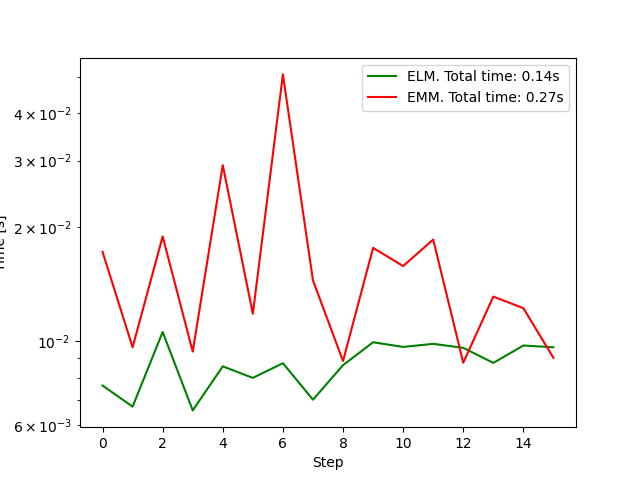 ELM. Total time: 0.14s
EMM. Total time: 0.27s
4 × 10⁻²
3 × 10⁻²
2 × 10⁻²
10⁻²
6 × 10⁻³
0 2 4 6 8 10 12 14
Step